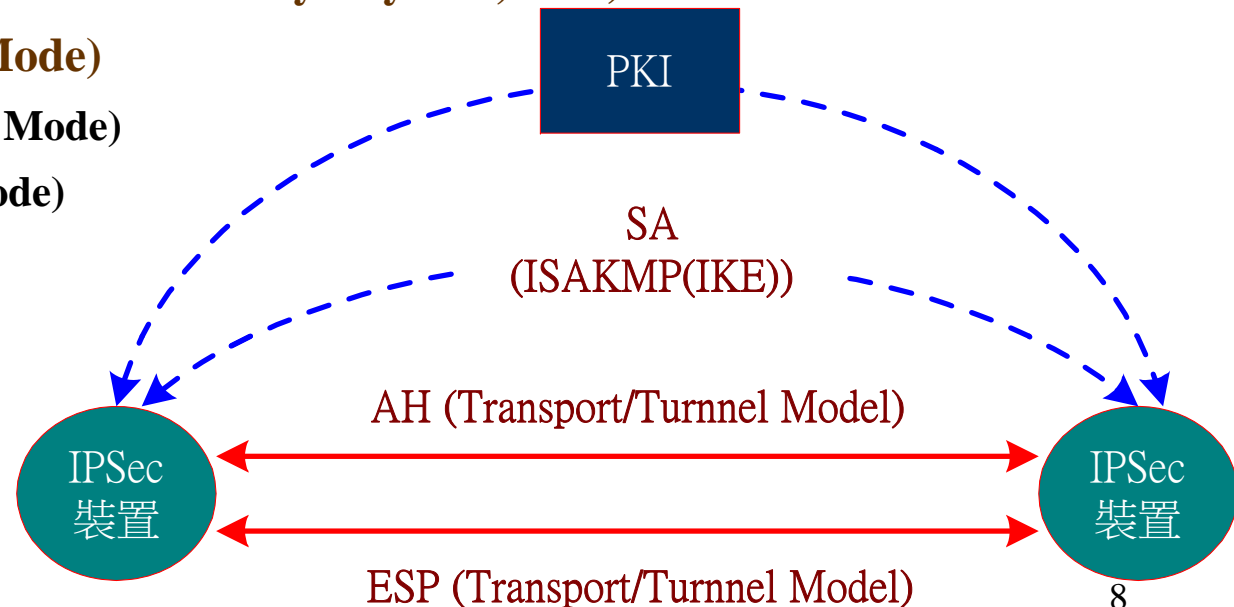 Mode)
PKI
Mode)
SA
(ISAKMP(IKE))
AH (Transport/Turnnel Model)
IPSec
裝置
IPSec
裝置
ESP (Transport/Turnnel Model)
8